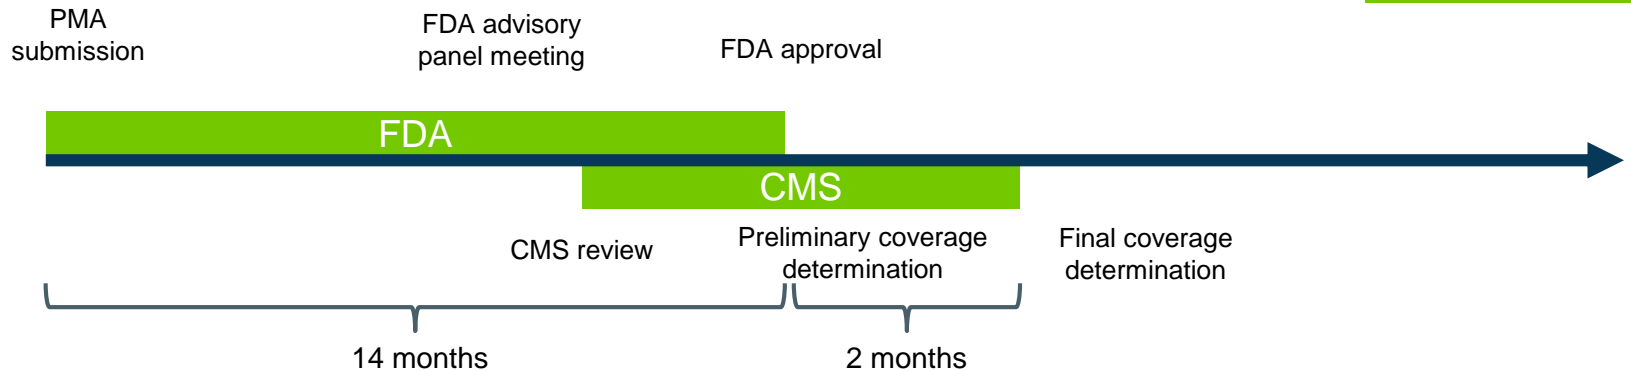 PMA
submission
FDA advisory
panel meeting
FDA approval
FDA
CMS
CMS review
Preliminary coverage
determination
Final coverage
determination
14 months
2 months